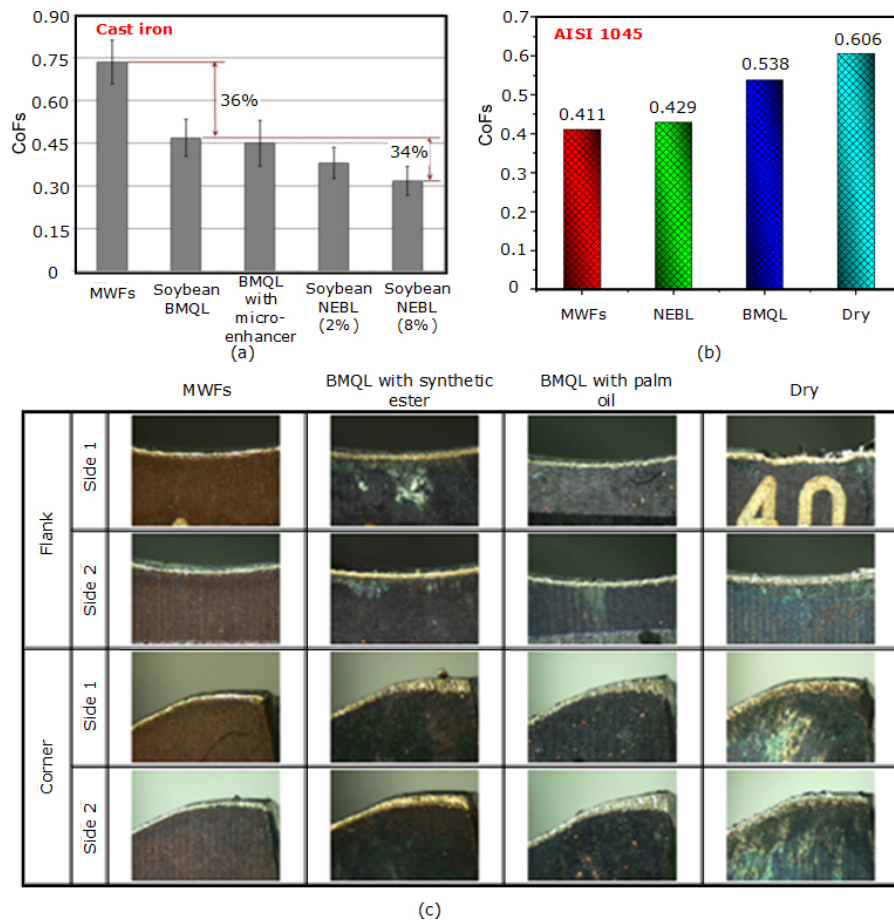 0.90
0.75
0.60
0.45
0.30
0.15
0
CoFs
Cast iron
36%
34%
MWFs
Soybean
BMQL
BMQL
with
micro-
enhancer
Soybean
NEBL
(2%)
Soybean
NEBL
(8%)
(a)
0.7
0.6
0.5
0.4
0.3
0.2
0.1
0
CoFs
AISI 1045
0.411
0.429
0.538
0.606
MWFs
NEBL
BMQL
Dry
(b)
MWFs
BMQL with synthetic
ester
BMQL with palm
oil
Dry
Flank
Side 1
40
Side 2
Corner
Side 1
Side 2
(c)